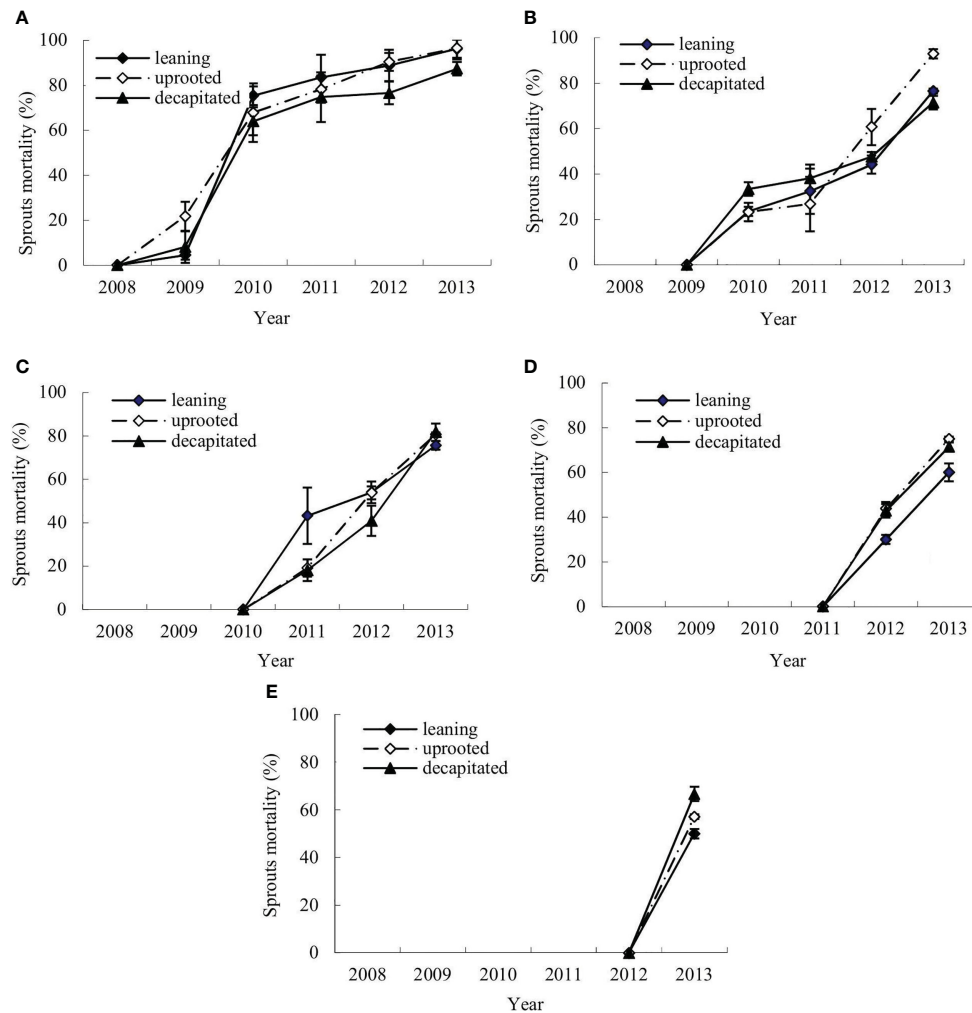 A
100
80
60
40
20
0
Sprouts mortality (%)
leaning
uprooted
decapitated
2008 2009 2010 2011 2012 2013
Year
B
100
80
60
40
20
0
Sprouts mortality (%)
leaning
uprooted
decapitated
2008 2009 2010 2011 2012 2013
Year
C
100
80
60
40
20
0
Sprouts mortality (%)
leaning
uprooted
decapitated
2008 2009 2010 2011 2012 2013
Year
D
100
80
60
40
20
0
Sprouts mortality (%)
leaning
uprooted
decapitated
2008 2009 2010 2011 2012 2013
Year
E
100
80
60
40
20
0
Sprouts mortality (%)
leaning
uprooted
decapitated
2008 2009 2010 2011 2012 2013
Year